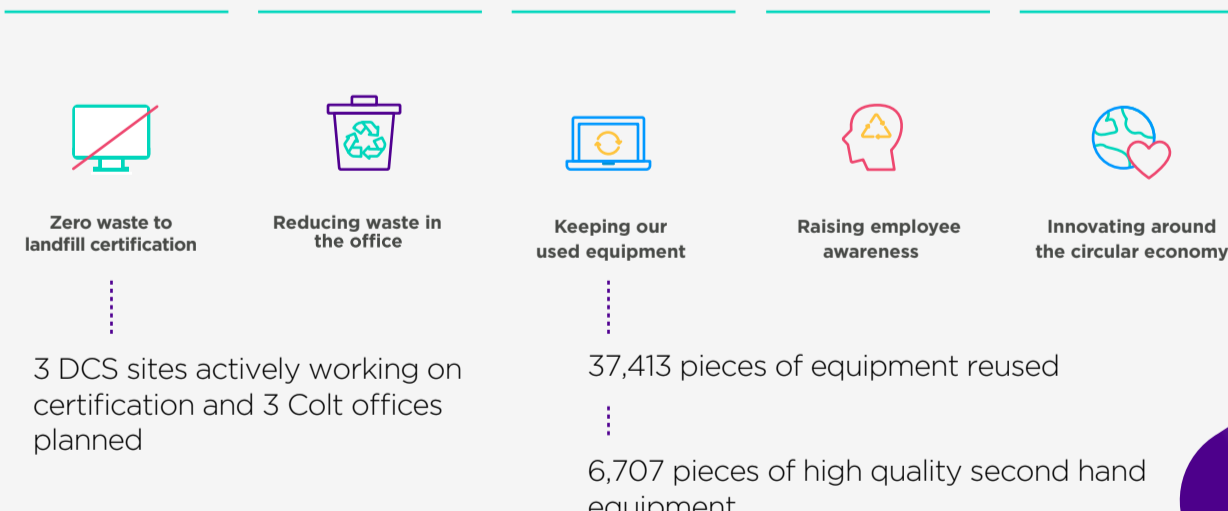 Zero waste to
landfill certification
Reducing waste in
the office
Keeping our
used equipment
Raising employee
awareness
Innovating around
the circular economy
3 DCS sites actively working on
certification and 3 Colt offices
planned
37,413 pieces of equipment reused
6,707 pieces of high quality second hand
equipment